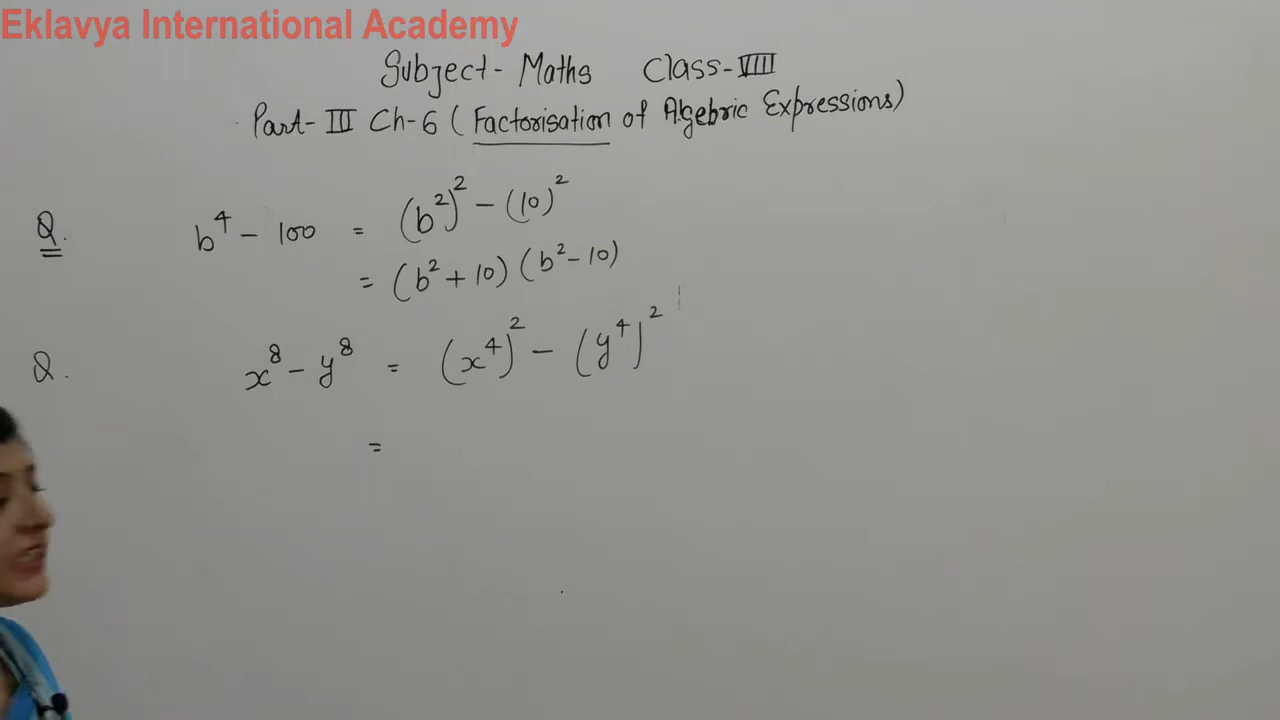 Eklavya International Academy
Subject - Maths Class - VIII
Part - III Ch - 6 ( Factorisation of Algebric Expressions)
Q. b⁴ - 100 = (b²)² - (10)²
= (b² + 10) (b² - 10)
Q. x⁸ - y⁸ = (x⁴)² - (y⁴)²
=